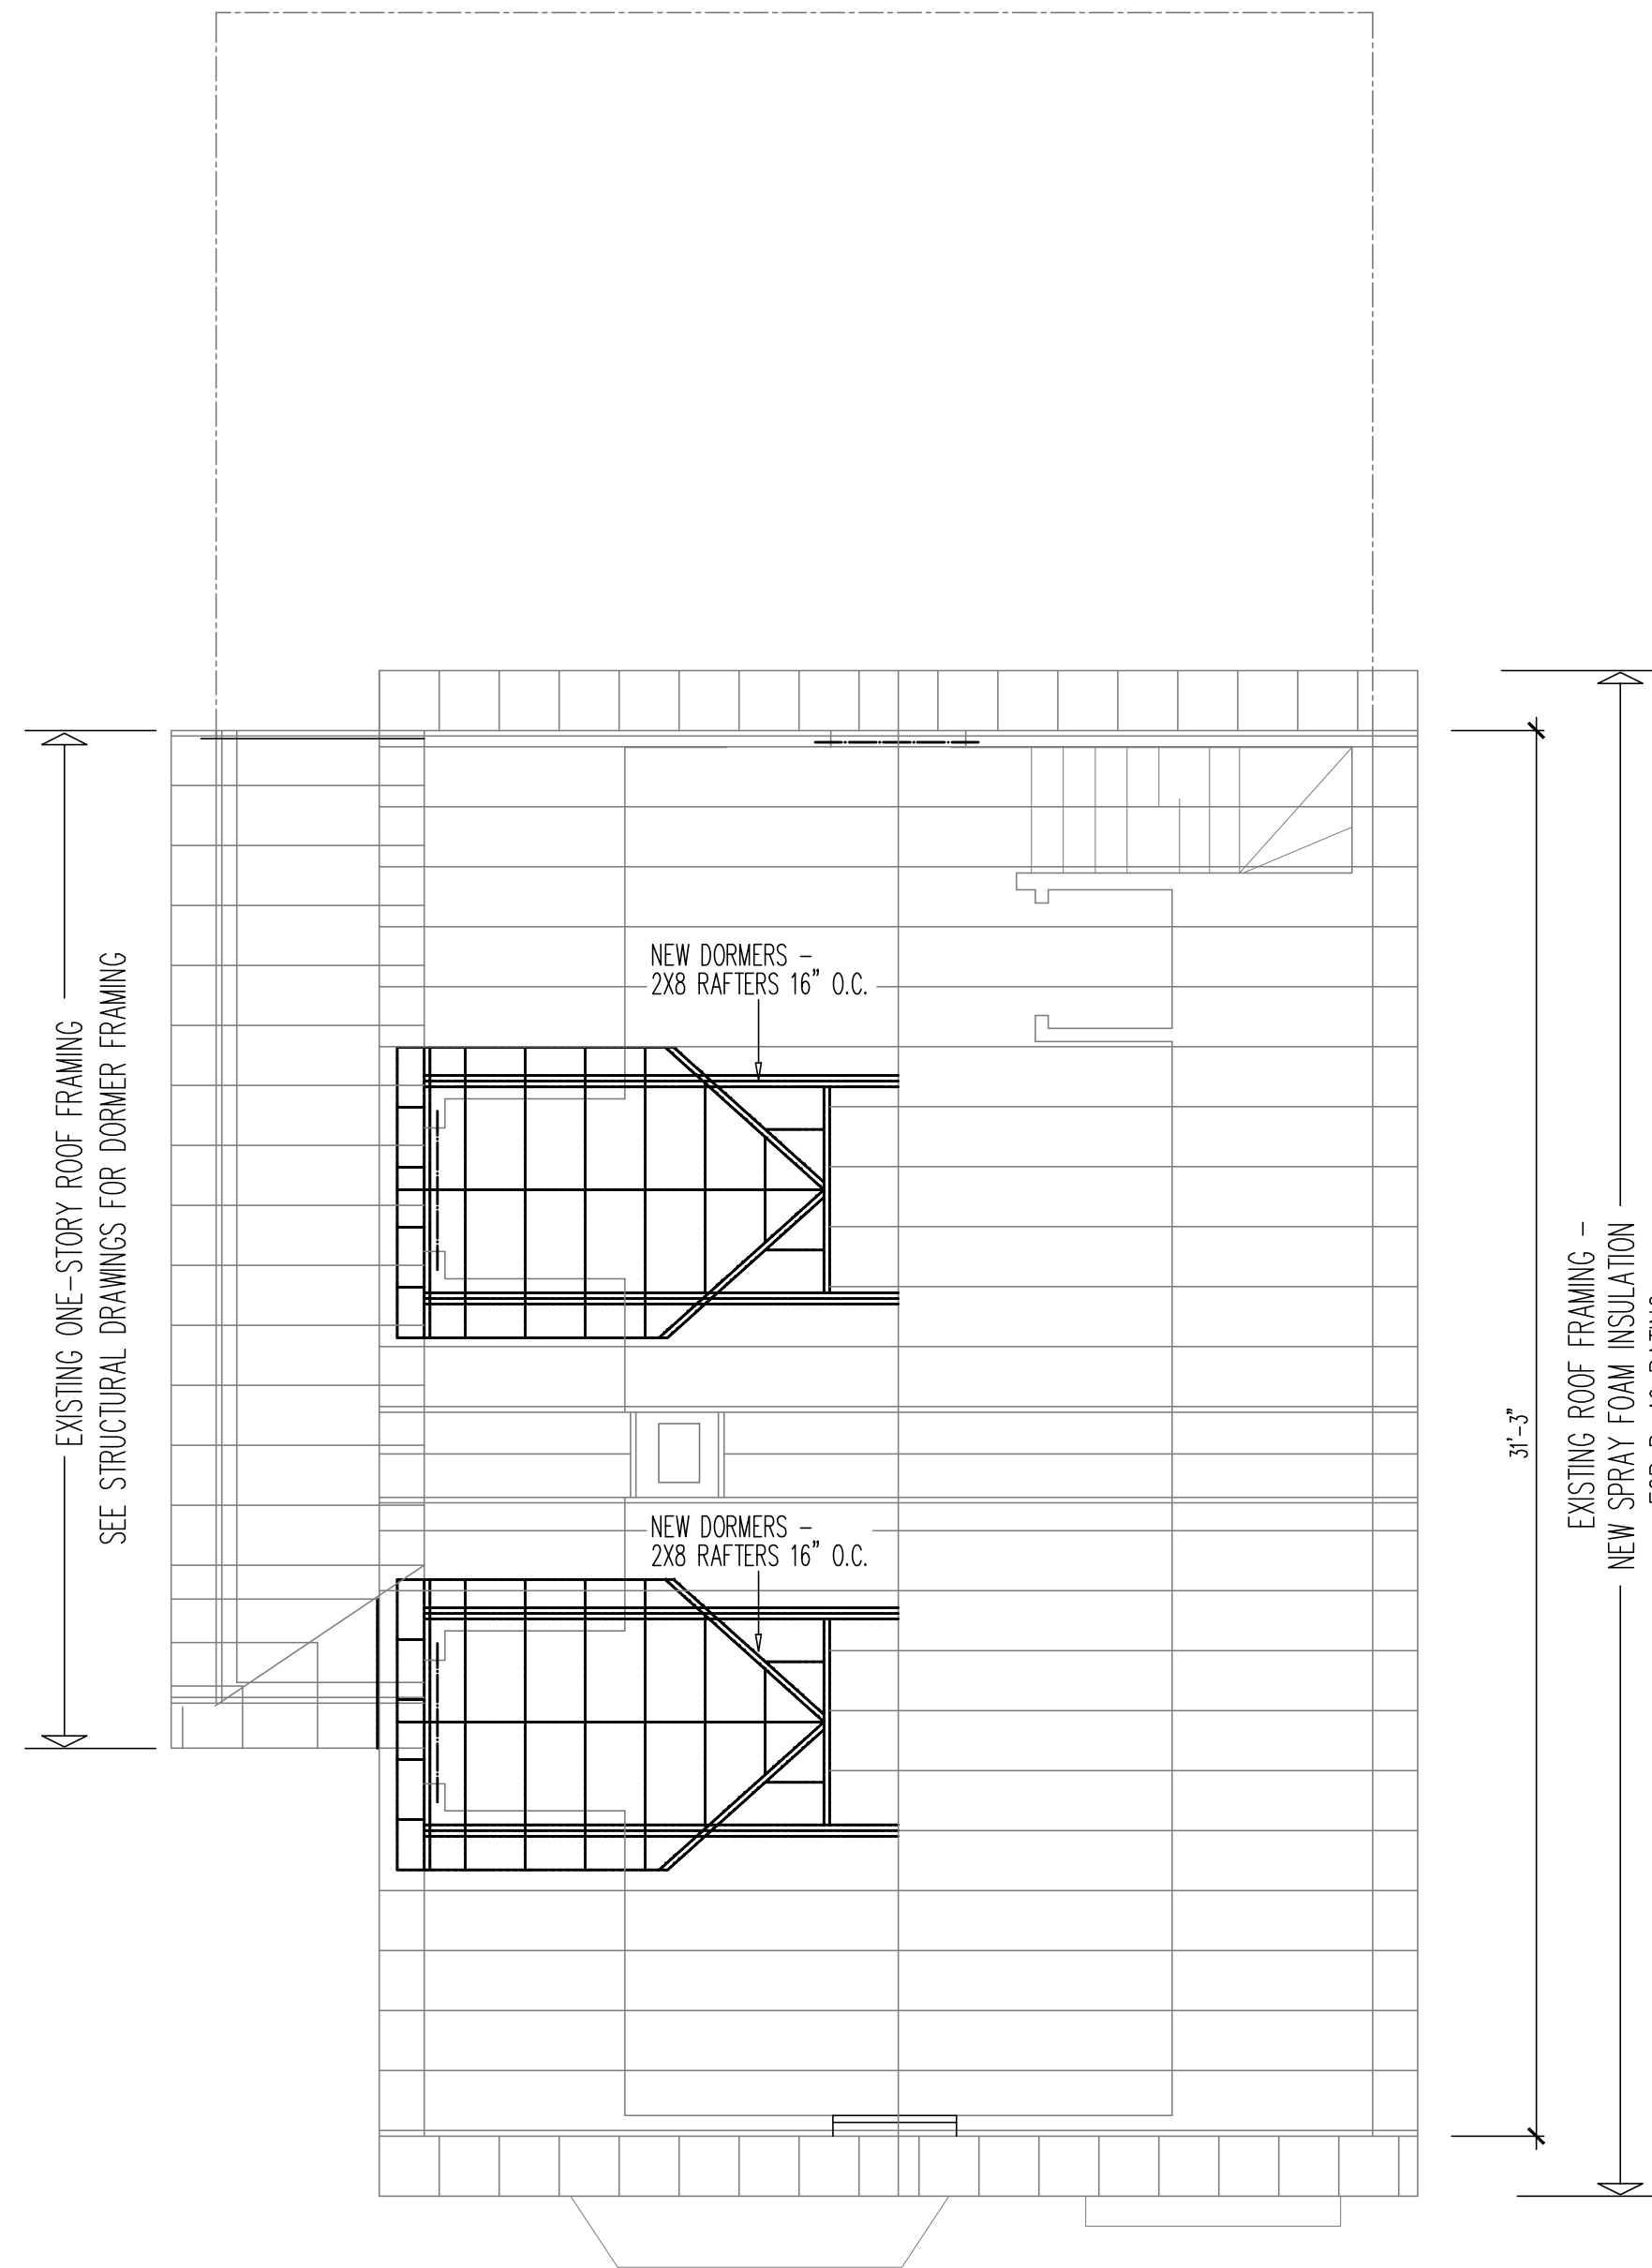 NEW DORMERS -
2X8 RAFTERS 16" O.C.
NEW DORMERS -
2X8 RAFTERS 16" O.C.
EXISTING ONE-STORY ROOF FRAMING
SEE STRUCTURAL DRAWINGS FOR DORMER FRAMING
31'-3"
EXISTING ROOF FRAMING -
NEW SPRAY FOAM INSULATION